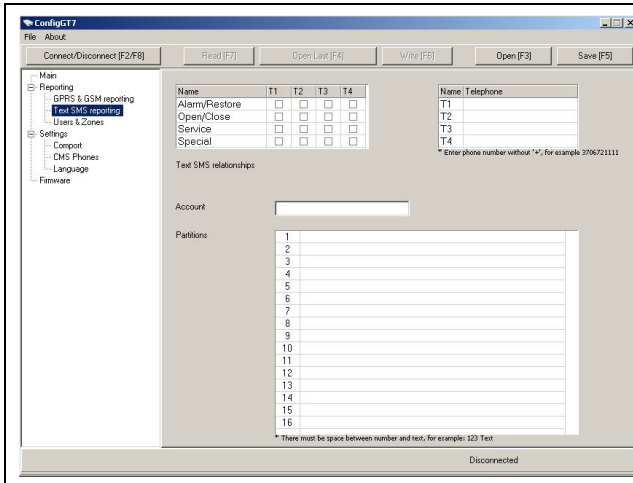 ConfigGT7
File About
Connect/Disconnect [F2/F8] Read [F7] Open Last [F4] Write [F6] Open [F3] Save [F5]
Main
Reporting
GPRS & GSM reporting
Text SMS reporting
Users & Zones
Settings
Comport
CMS Phones
Language
Firmware
Name T1 T2 T3 T4
Alarm/Restore
Open/Close
Service
Special
Name Telephone
T1
T2
T3
T4
* Enter phone number without '+', for example 3706721111
Text SMS relationships
Account
Partitions
1
2
3
4
5
6
7
8
9
10
11
12
13
14
15
16
* There must be space between number and text, for example: 123 Text
Disconnected